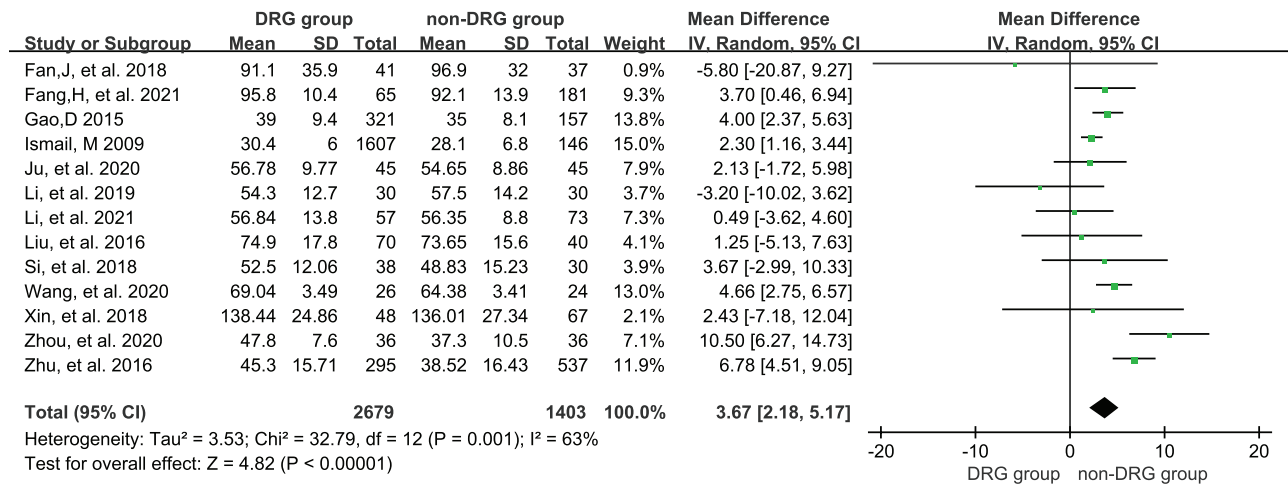 DRG group non-DRG group Mean Difference Mean Difference
Study or Subgroup Mean SD Total Mean SD Total Weight IV, Random, 95% CI IV, Random, 95% CI
Fan,J, et al. 2018 91.1 35.9 41 96.9 32 37 0.9% -5.80 [-20.87, 9.27]
Fang,H, et al. 2021 95.8 10.4 65 92.1 13.9 181 9.3% 3.70 [0.46, 6.94]
Gao,D 2015 39 9.4 321 35 8.1 157 13.8% 4.00 [2.37, 5.63]
Ismail, M 2009 30.4 6 1607 28.1 6.8 146 15.0% 2.30 [1.16, 3.44]
Ju, et al. 2020 56.78 9.77 45 54.65 8.86 45 7.9% 2.13 [-1.72, 5.98]
Li, et al. 2019 54.3 12.7 30 57.5 14.2 30 3.7% -3.20 [-10.02, 3.62]
Li, et al. 2021 56.84 13.8 57 56.35 8.8 73 7.3% 0.49 [-3.62, 4.60]
Liu, et al. 2016 74.9 17.8 70 73.65 15.6 40 4.1% 1.25 [-5.13, 7.63]
Si, et al. 2018 52.5 12.06 38 48.83 15.23 30 3.9% 3.67 [-2.99, 10.33]
Wang, et al. 2020 69.04 3.49 26 64.38 3.41 24 13.0% 4.66 [2.75, 6.57]
Xin, et al. 2018 138.44 24.86 48 136.01 27.34 67 2.1% 2.43 [-7.18, 12.04]
Zhou, et al. 2020 47.8 7.6 36 37.3 10.5 36 7.1% 10.50 [6.27, 14.73]
Zhu, et al. 2016 45.3 15.71 295 38.52 16.43 537 11.9% 6.78 [4.51, 9.05]
Total (95% CI) 2679 1403 100.0% 3.67 [2.18, 5.17]
Heterogeneity: Tau² = 3.53; Chi² = 32.79, df = 12 (P = 0.001); I² = 63%
Test for overall effect: Z = 4.82 (P < 0.00001)
-20 -10 0 10 20
DRG group non-DRG group